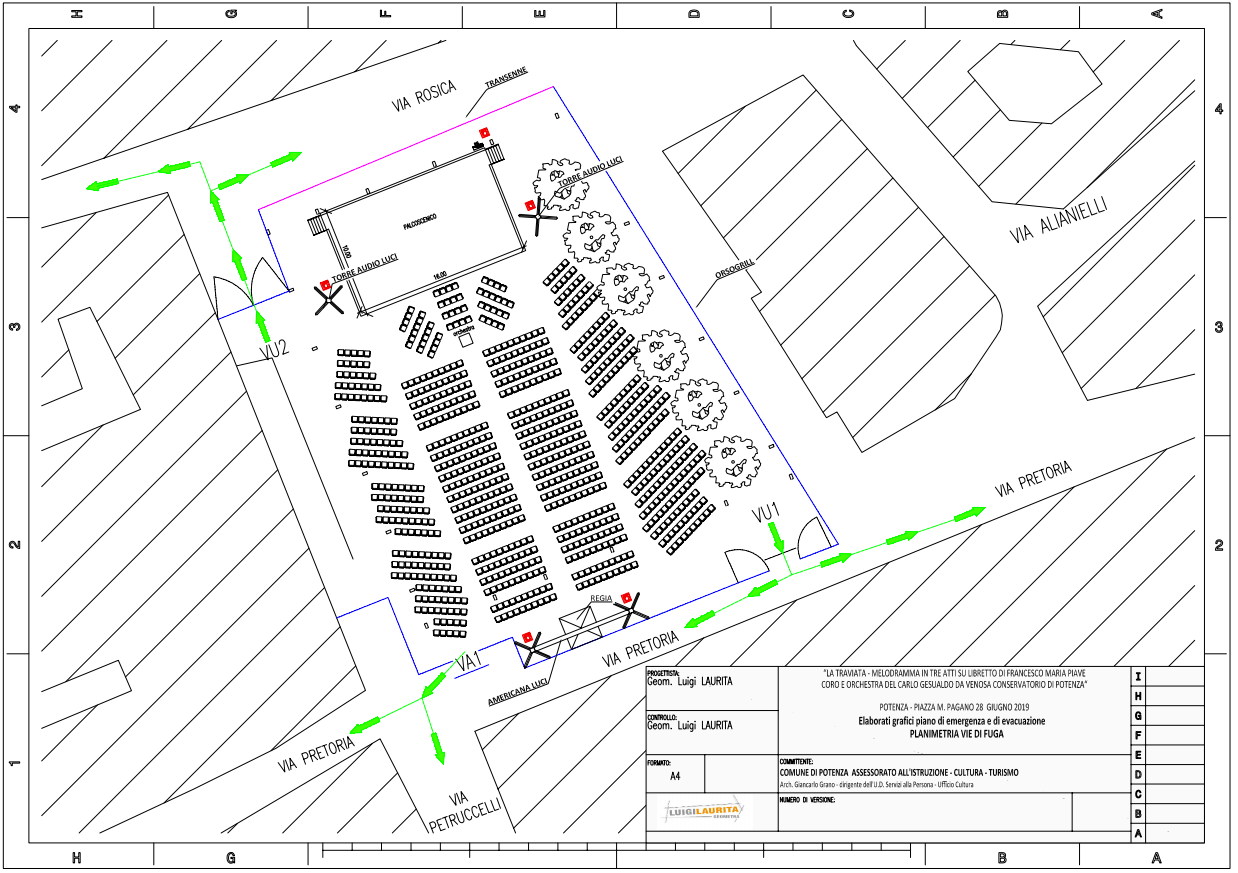 H G F E D C B A
4 4
TRANSENNE
VIA ROSICA
TORRE AUDIO LUCI
VIA ALIANIELLI
PALCOSCENICO
10.00
ORSOGRILL
TORRE AUDIO LUCI
16.00
3 3
orchestra
VU2
VIA PRETORIA
VU1
2 2
REGIA
VIA PRETORIA
VA1
AMERICANA LUCI
VIA PRETORIA
1
VIA
PETRUCCELLI
PROGETTISTA:
Geom. Luigi LAURITA
CONTROLLO:
Geom. Luigi LAURITA
FORMATO:
A4
LUIGILAURITA
GEOMETRA
"LA TRAVIATA - MELODRAMMA IN TRE ATTI SU LIBRETTO DI FRANCESCO MARIA PIAVE
CORO E ORCHESTRA DEL CARLO GESUALDO DA VENOSA CONSERVATORIO DI POTENZA"
POTENZA - PIAZZA M. PAGANO 28 GIUGNO 2019
Elaborati grafici piano di emergenza e di evacuazione
PLANIMETRIA VIE DI FUGA
COMMITTENTE:
COMUNE DI POTENZA ASSESSORATO ALL'ISTRUZIONE - CULTURA - TURISMO
Arch. Giancarlo Grano - dirigente dell'U.D. Servizi alla Persona - Ufficio Cultura
NUMERO DI VERSIONE:
I
H
G
F
E
D
C
B
A
H G F E D C B A